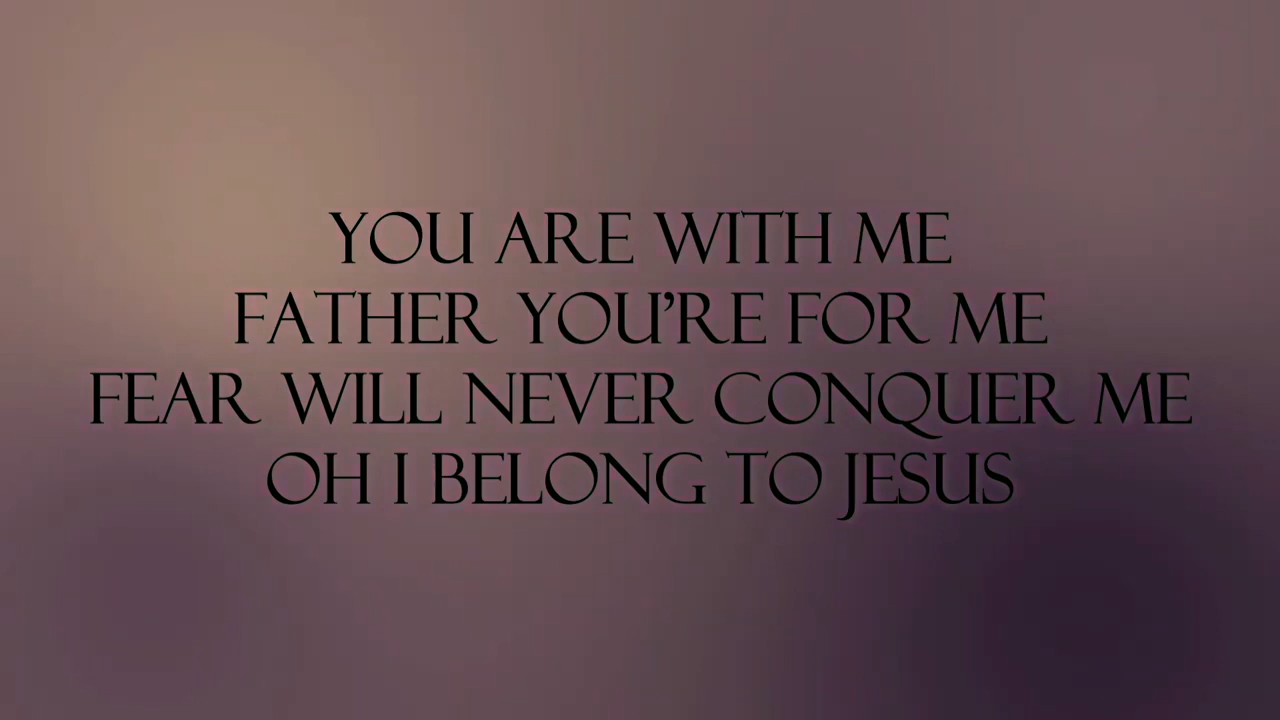 YOU ARE WITH ME
FATHER YOU'RE FOR ME
FEAR WILL NEVER CONQUER ME
OH I BELONG TO JESUS